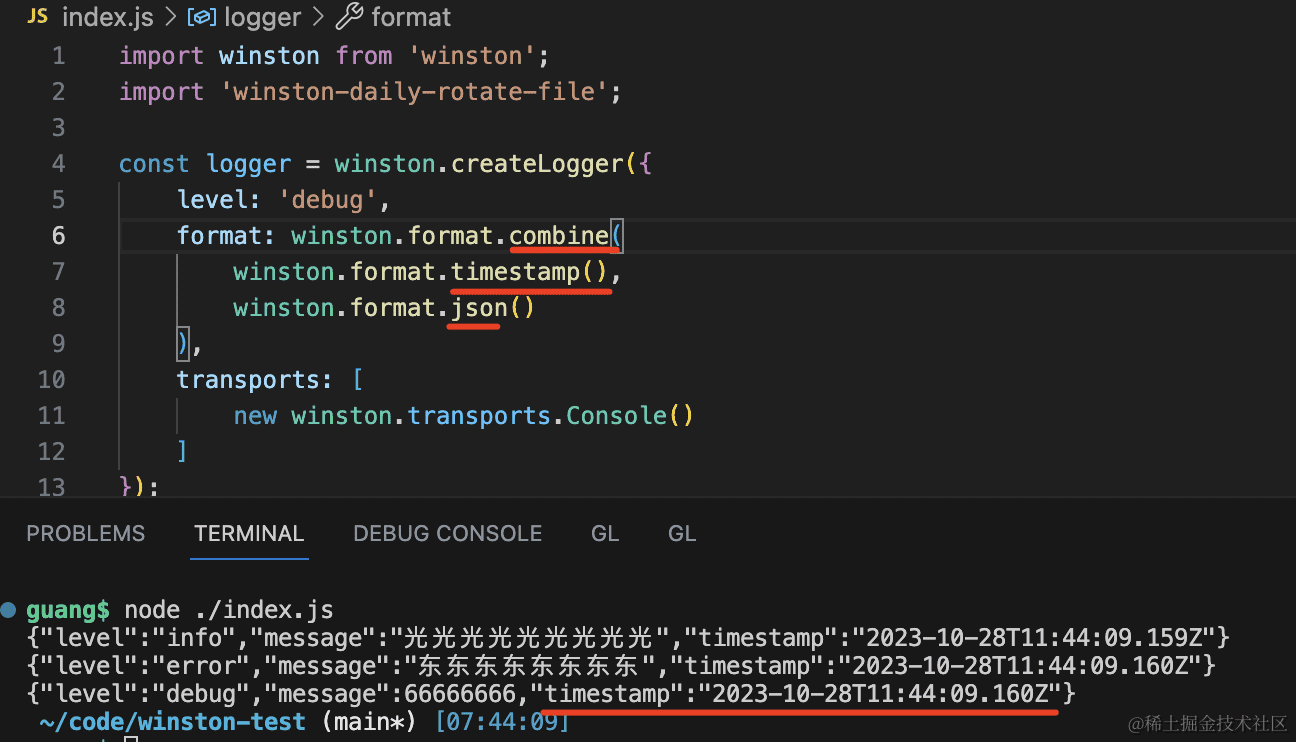 JS index.js > logger > format
1 import winston from 'winston';
2 import 'winston-daily-rotate-file';
3
4 const logger = winston.createLogger({
5     level: 'debug',
6     format: winston.format.combine(
7         winston.format.timestamp(),
8         winston.format.json()
9     ),
10     transports: [
11         new winston.transports.Console()
12     ]
13 });
PROBLEMS TERMINAL DEBUG CONSOLE GL GL
guang$ node ./index.js
{"level":"info","message":"光光光光光光光光光","timestamp":"2023-10-28T11:44:09.159Z"}
{"level":"error","message":"东东东东东东东东","timestamp":"2023-10-28T11:44:09.160Z"}
{"level":"debug","message":66666666,"timestamp":"2023-10-28T11:44:09.160Z"}
~/code/winston-test (main*) [07:44:09]
@稀土掘金技术社区